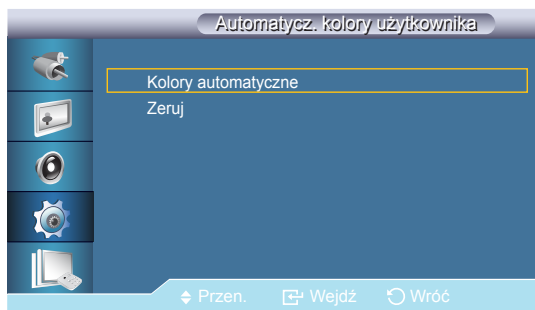 Automatycz. kolory użytkownika
Kolory automatyczne
Zeruj
Przen. Wejdź Wróć